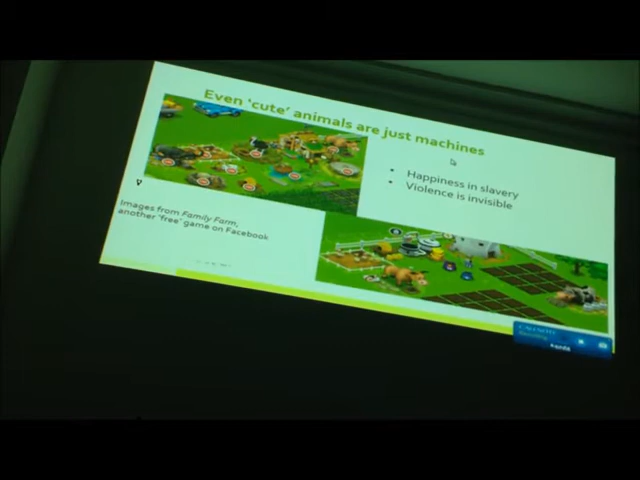 Even 'cute' animals are just machines
• Happiness in slavery
• Violence is invisible
Images from Family Farm,
another 'free' game on Facebook